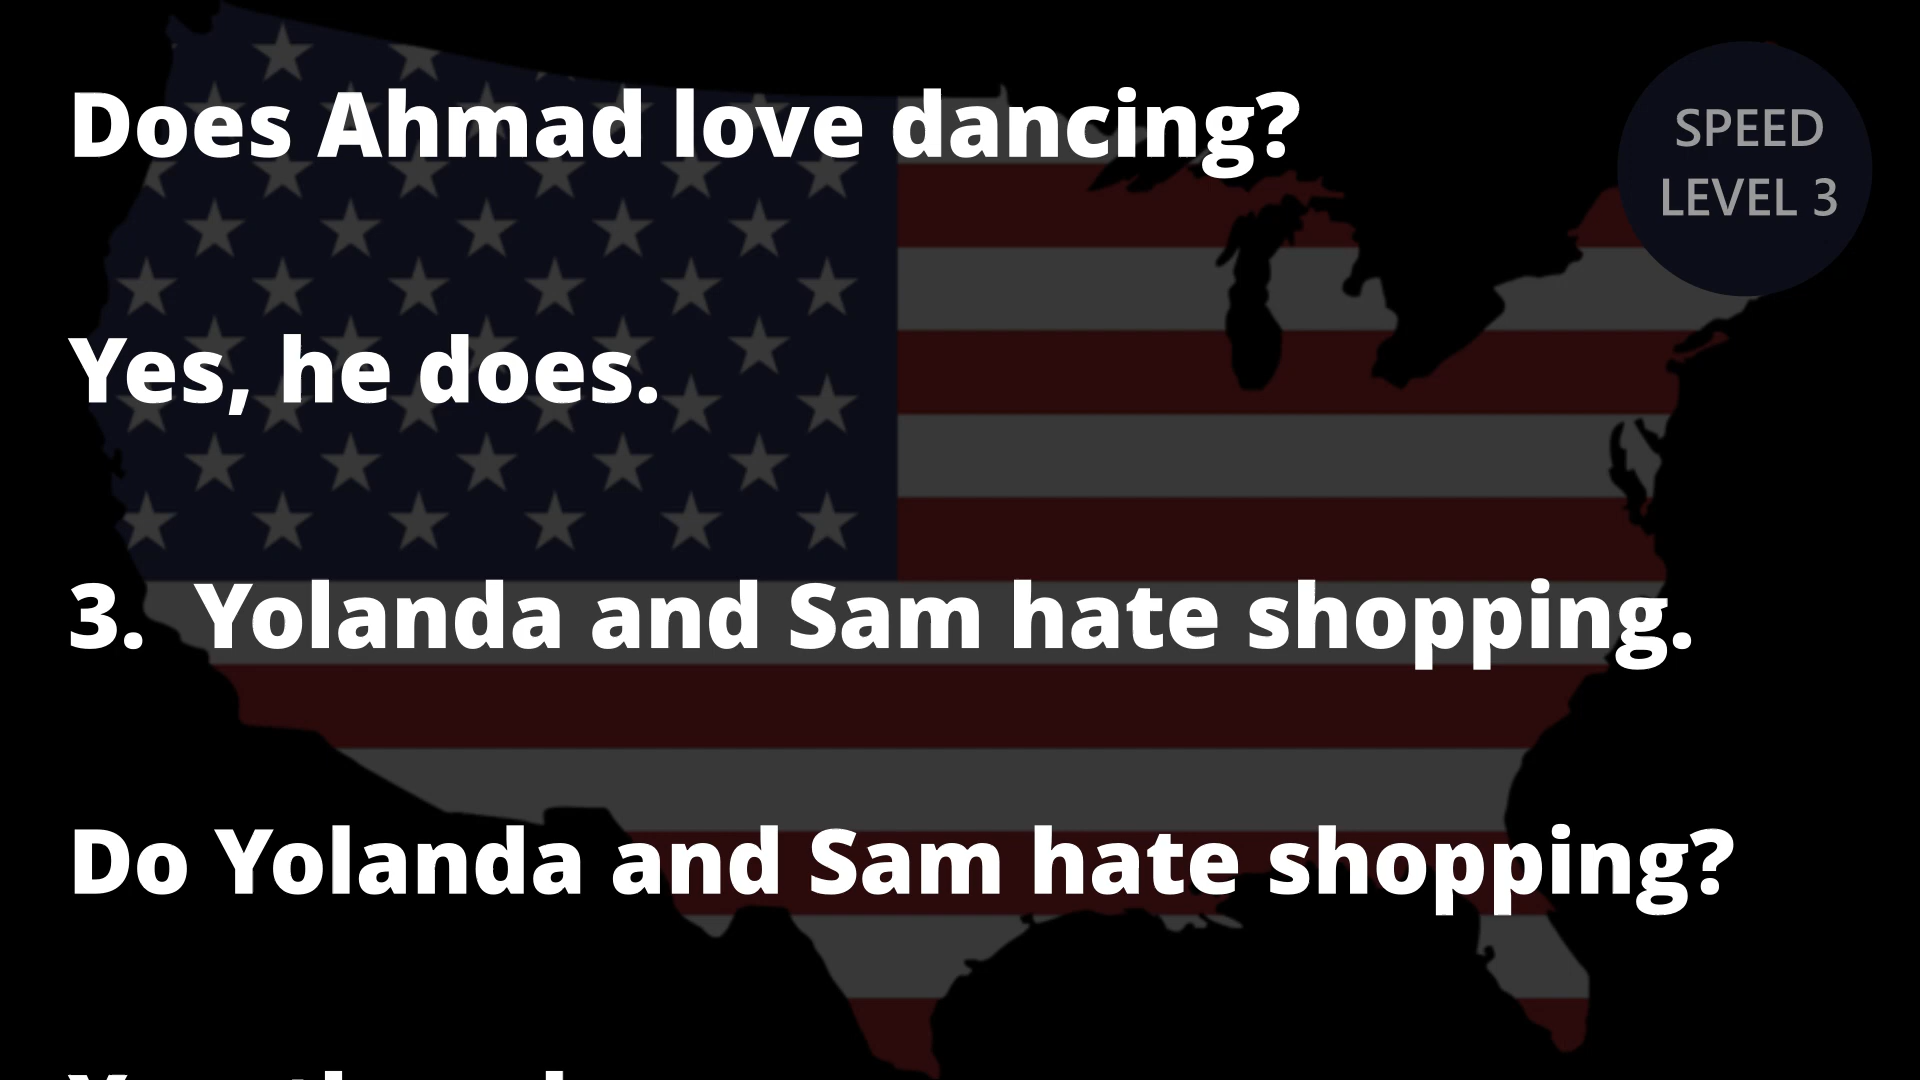 Does Ahmad love dancing?
SPEED
LEVEL 3
Yes, he does.
3. Yolanda and Sam hate shopping.
Do Yolanda and Sam hate shopping?